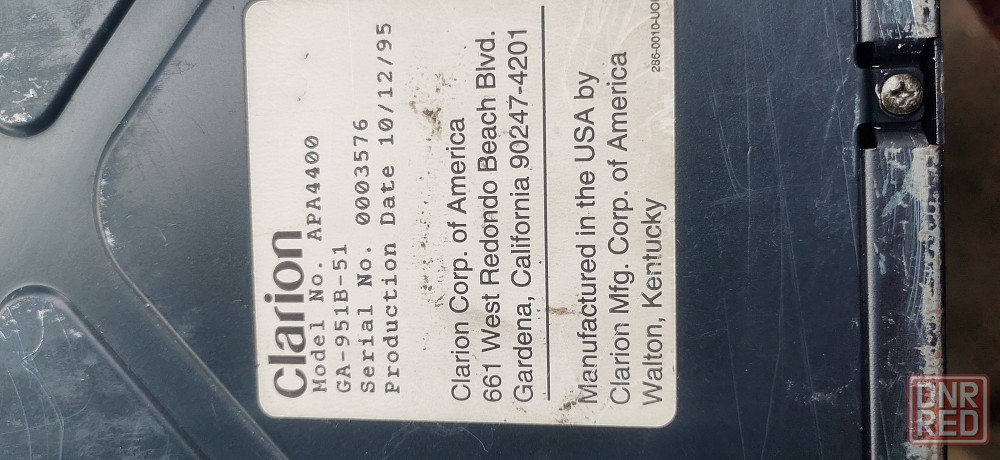 Clarion
Model No. APA4400
GA-951B-51
Serial No. 0003576
Production Date 10/12/95
Clarion Corp. of America
661 West Redondo Beach Blvd.
Gardena, California 90247-4201
Manufactured in the USA by
Clarion Mfg. Corp. of America
Walton, Kentucky
DNR
RED